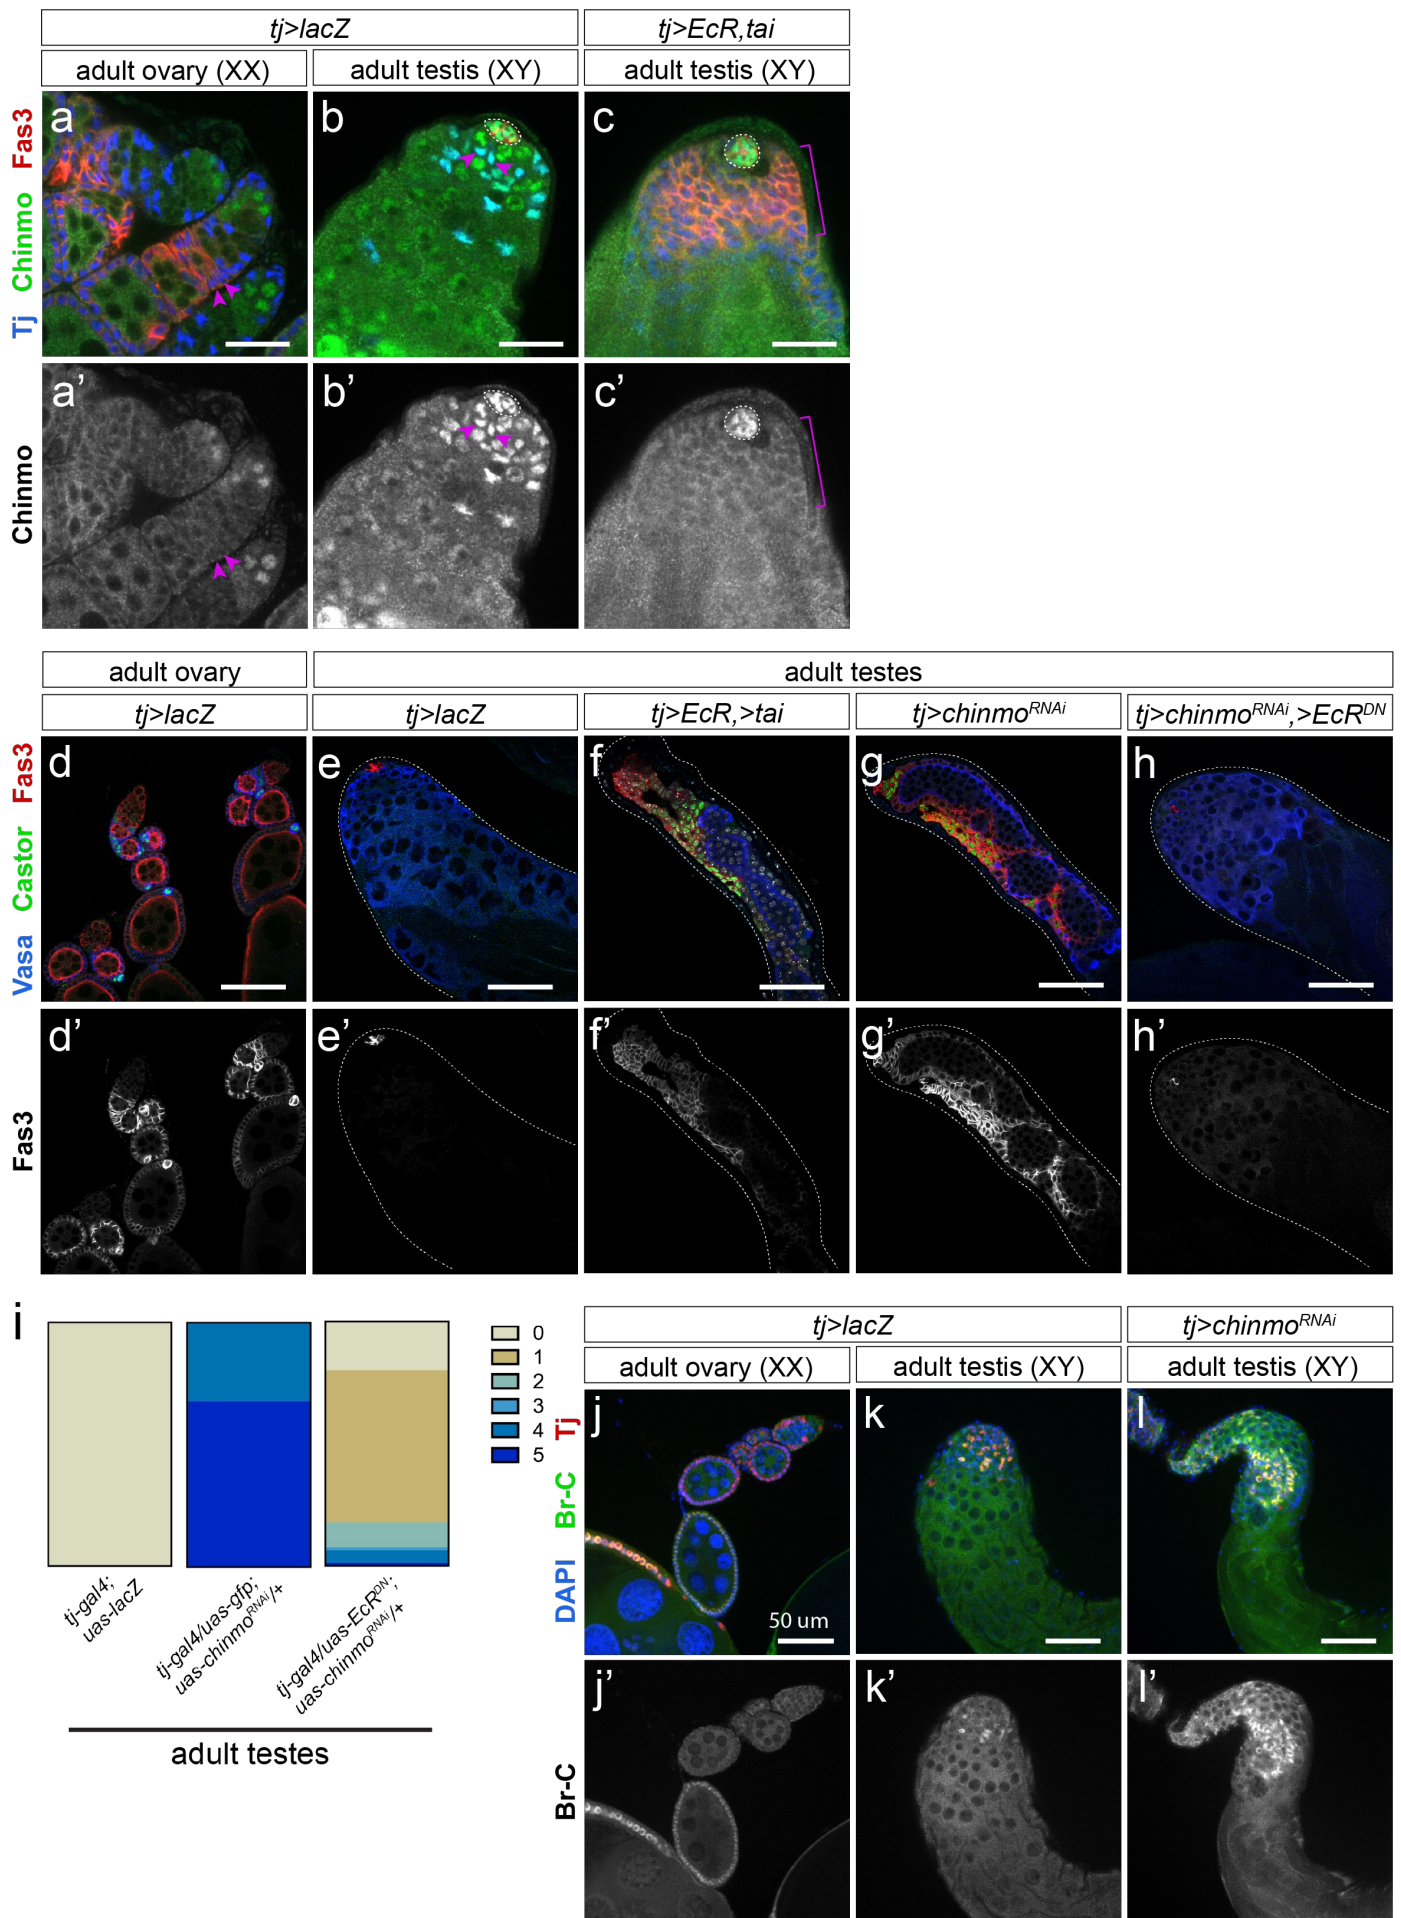 tj>lacZ
tj>EcR,tai
adult ovary (XX)
adult testis (XY)
adult testis (XY)
Tj Chinmo Fas3
a
b
c
Chinmo
a’
b’
c’
adult ovary
adult testes
tj>lacZ
tj>lacZ
tj>EcR,>tai
tj>chinmoRNAi
tj>chinmoRNAi,>EcRDN
Vasa Castor Fas3
d
e
f
g
h
Fas3
d’
e’
f’
g’
h’
i
0
1
2
3
4
5
tj-gal4;
uas-lacZ
tj-gal4/uas-gfp;
uas-chinmoRNAi/+
tj-gal4/uas-EcRDN;
uas-chinmoRNAi/+
adult testes
tj>lacZ
tj>chinmoRNAi
adult ovary (XX)
adult testis (XY)
adult testis (XY)
DAPI Br-C Tj
j
k
l
50 um
Br-C
j’
k’
l’